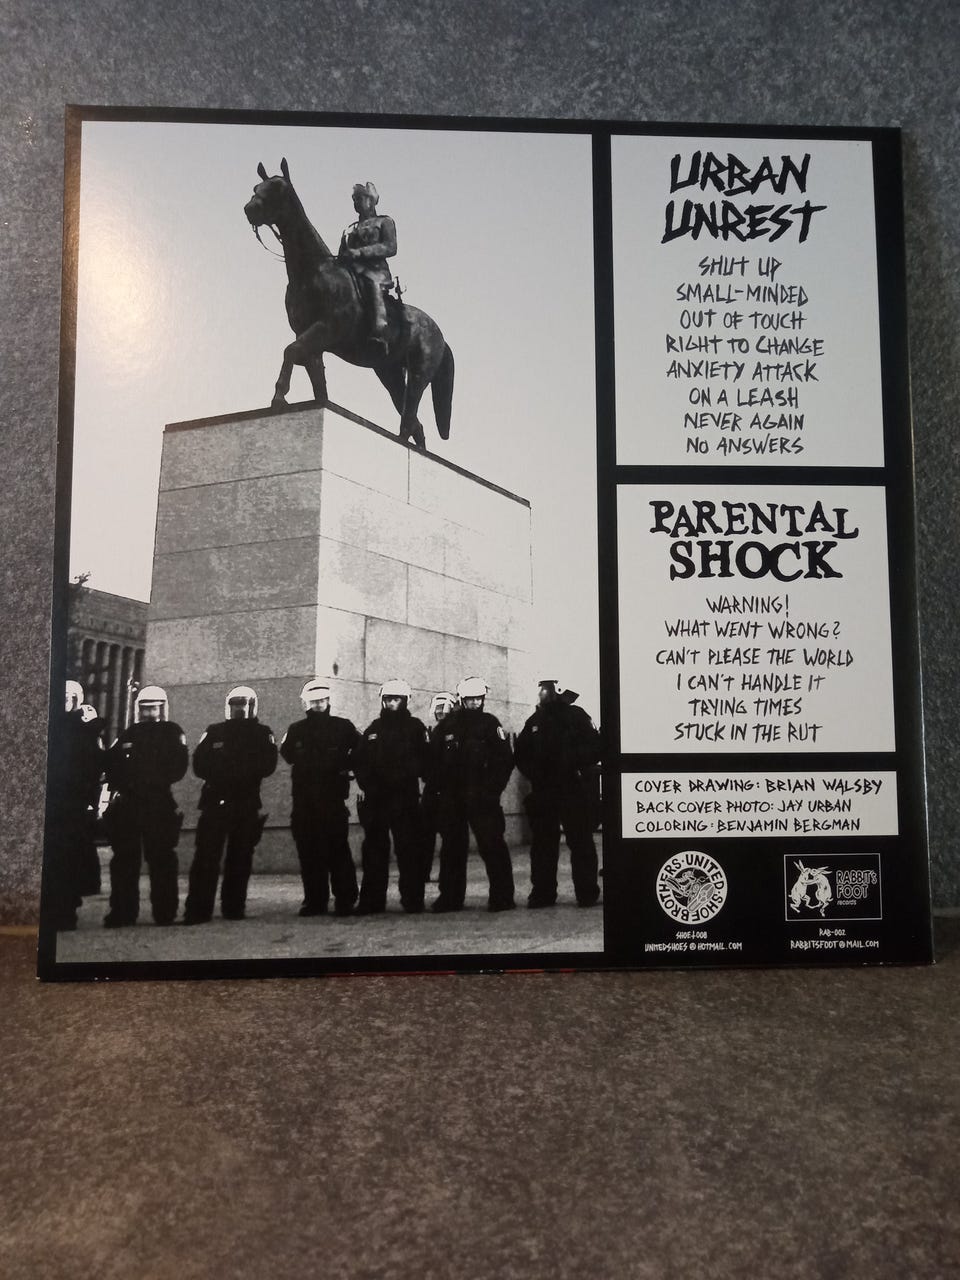 URBAN
UNREST
SHUT UP
SMALL-MINDED
OUT OF TOUCH
RIGHT TO CHANGE
ANXIETY ATTACK
ON A LEASH
NEVER AGAIN
NO ANSWERS
PARENTAL
SHOCK
WARNING!
WHAT WENT WRONG?
CAN'T PLEASE THE WORLD
I CAN'T HANDLE IT
TRYING TIMES
STUCK IN THE RUT
COVER DRAWING: BRIAN WALSBY
BACK COVER PHOTO: JAY URBAN
COLORING: BENJAMIN BERGMAN
UNITED·SHOEBROTHERS·
RABBIT'S
FOOT
records
SHOE+008
UNITEDSHOES@HOTMAIL.COM
RAB-002
RABBITSFOOT@MAIL.COM